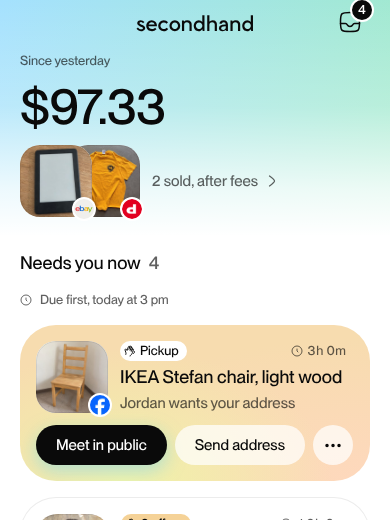 secondhand
4
Since yesterday
$97.33
ebay
d
2 sold, after fees
Needs you now 4
Due first, today at 3 pm
Pickup
3h 0m
IKEA Stefan chair, light wood
Jordan wants your address
Meet in public
Send address